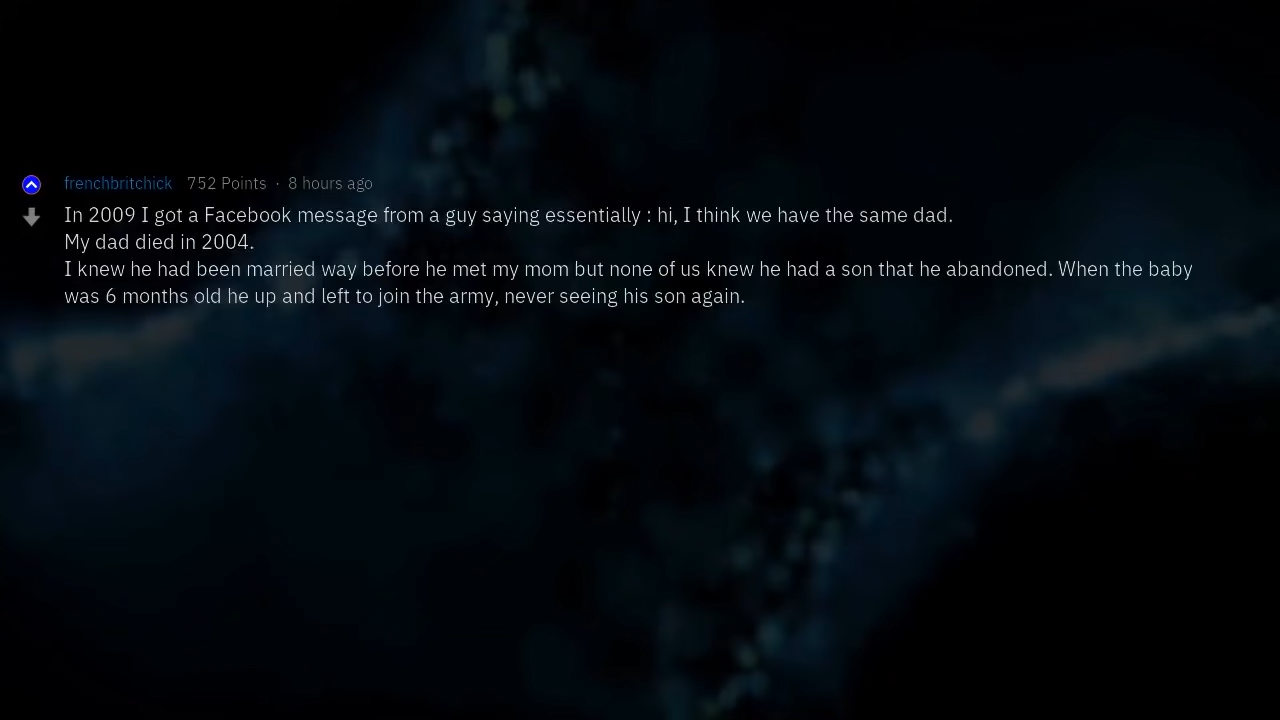 frenchbritchick 752 Points · 8 hours ago
In 2009 I got a Facebook message from a guy saying essentially : hi, I think we have the same dad.
My dad died in 2004.
I knew he had been married way before he met my mom but none of us knew he had a son that he abandoned. When the baby
was 6 months old he up and left to join the army, never seeing his son again.